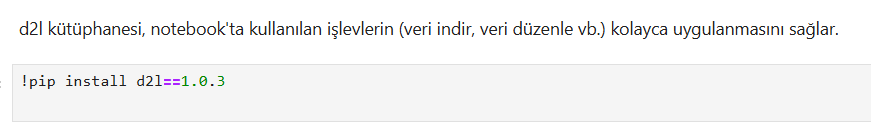 d2l kütüphanesi, notebook'ta kullanılan işlevlerin (veri indir, veri düzenle vb.) kolayca uygulanmasını sağlar.
!pip install d2l==1.0.3